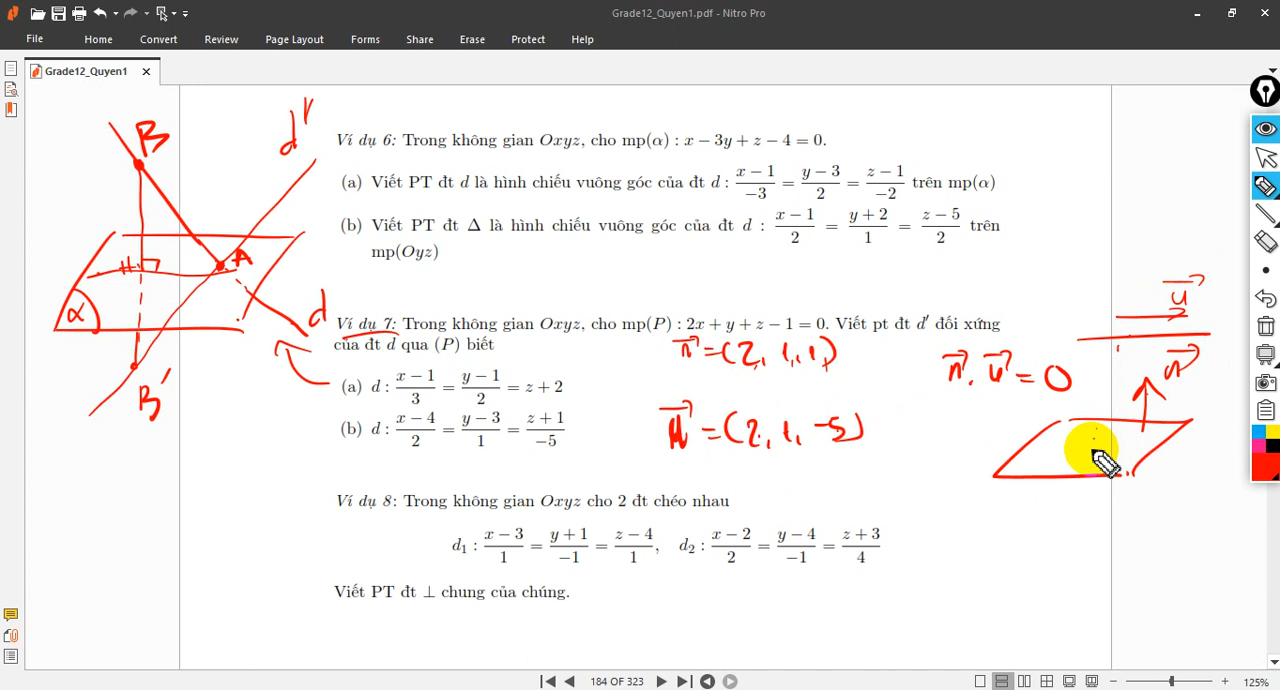 Grade12_Quyen1.pdf - Nitro Pro
File Home Convert Review Page Layout Forms Share Erase Protect Help
Grade12_Quyen1
Ví dụ 6: Trong không gian Oxyz, cho mp(α) : x − 3y + z − 4 = 0.
(a) Viết PT đt d là hình chiếu vuông góc của đt d : (x − 1)/(−3) = (y − 3)/2 = (z − 1)/(−2) trên mp(α)
(b) Viết PT đt Δ là hình chiếu vuông góc của đt d : (x − 1)/2 = (y + 2)/1 = (z − 5)/2 trên
mp(Oyz)
Ví dụ 7: Trong không gian Oxyz, cho mp(P) : 2x + y + z − 1 = 0. Viết pt đt d′ đối xứng
của đt d qua (P) biết
(a) d : (x − 1)/3 = (y − 1)/2 = z + 2
(b) d : (x − 4)/2 = (y − 3)/1 = (z + 1)/(−5)
Ví dụ 8: Trong không gian Oxyz cho 2 đt chéo nhau
d₁ : (x − 3)/1 = (y + 1)/(−1) = (z − 4)/1, d₂ : (x − 2)/2 = (y − 4)/(−1) = (z + 3)/4
Viết PT đt ⊥ chung của chúng.
B
d′
H
A
α
d
B′
n⃗ = (2, 1, 1)
u⃗ = (2, 1, −5)
n⃗ . u⃗ = 0
u⃗
n⃗
184 OF 323
125%